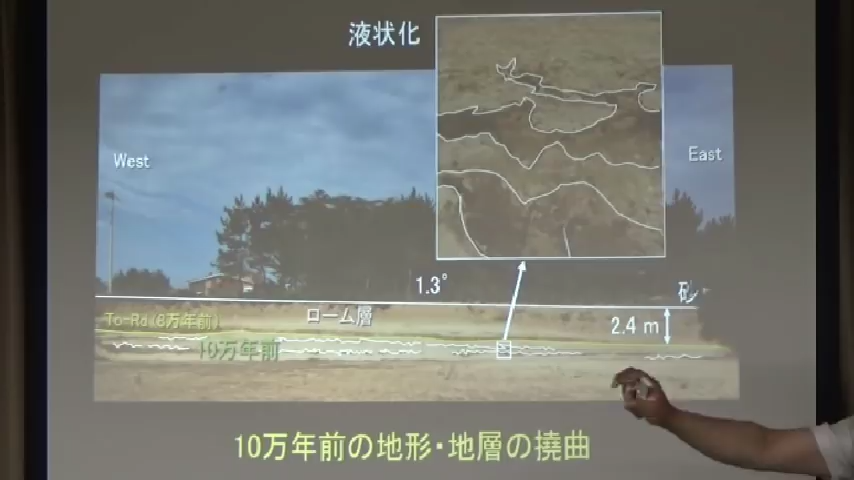 液状化
West
East
1.3°
砂
To-Rd (8万年前)
ローム層
2.4 m
10万年前
10万年前の地形・地層の撓曲